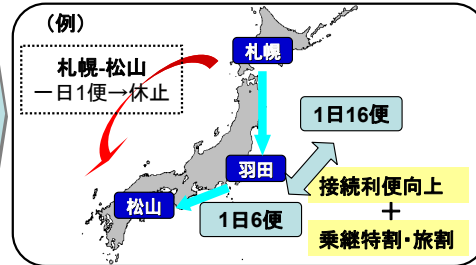 （例）
札幌-松山
一日1便→休止
札幌
1日16便
羽田
松山
1日6便
接続利便向上
＋
乗継特割・旅割